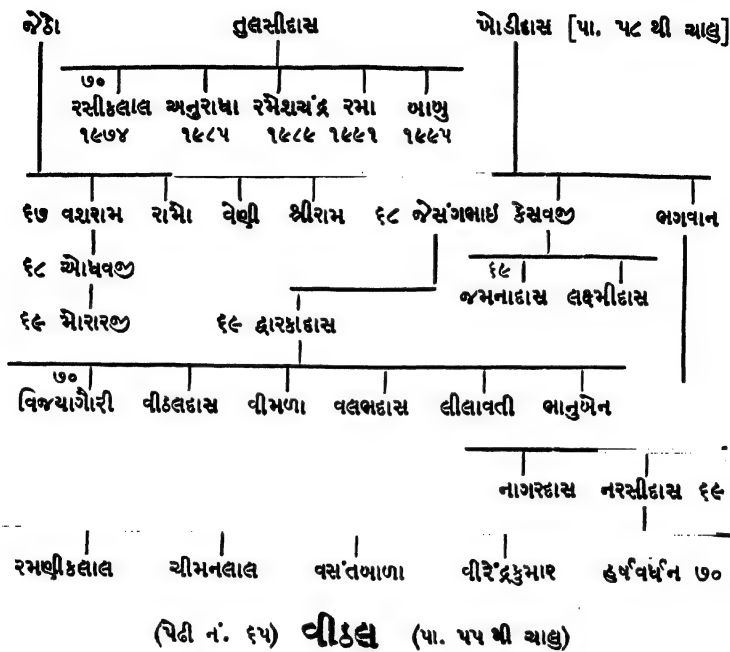 જેઠો તુલસીદાસ ખોડીદાસ [પા. ૫૮ થી ચાલુ]
૭૦
રસીકલાલ અનુરાધા રમેશચંદ્ર રમા બાબુ
૧૯૭૪ ૧૯૮૫ ૧૯૮૯ ૧૯૯૧ ૧૯૯૫
૬૭ વશરામ રામો વેણી શ્રીરામ ૬૮ જેસંગભાઇ કેસવજી ભગવાન
૬૮ ઓધવજી
૬૯
જમનાદાસ લક્ષ્મીદાસ
૬૯ મોરારજી ૬૯ દ્વારકાદાસ
૭૦
વિજયાગૌરી વીઠલદાસ વીમળા વલભદાસ લીલાવતી ભાનુબેન
નાગરદાસ નરસીદાસ ૬૯
રમણીકલાલ ચીમનલાલ વસંતબાળા વીરેંદ્રકુમાર હર્ષવર્ધન ૭૦
(પેઢી નં. ૬૫) વીઠલ (પા. ૫૫ થી ચાલુ)